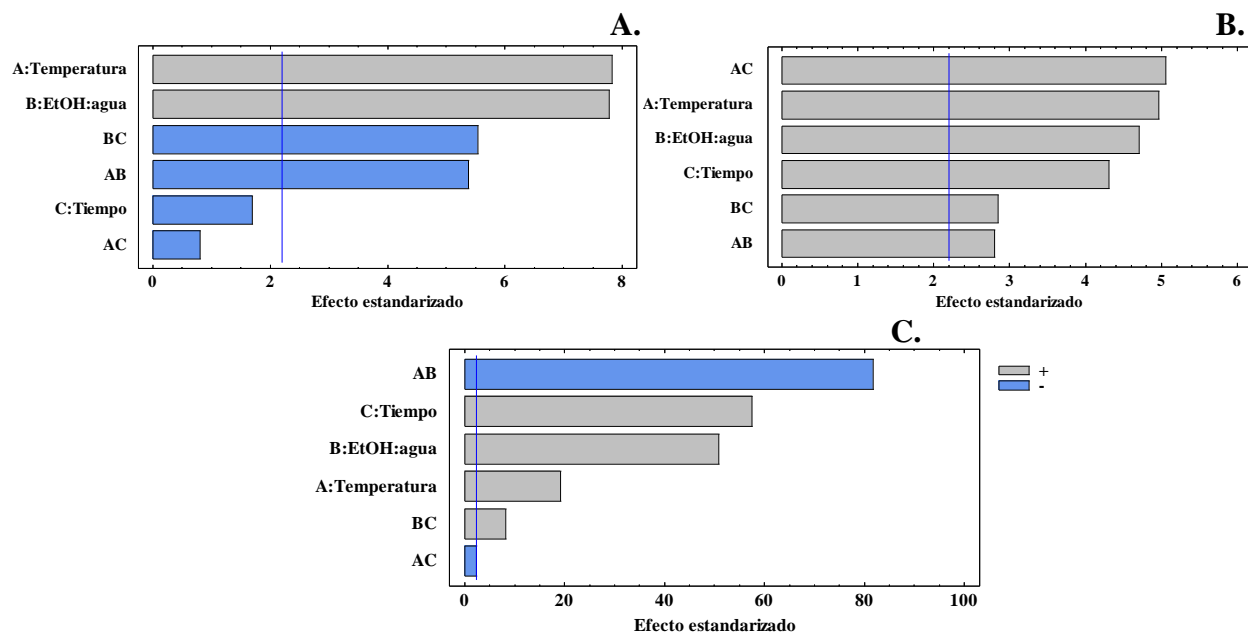 A.
A:Temperatura
B:EtOH:agua
BC
AB
C:Tiempo
AC
0 2 4 6 8
Efecto estandarizado
B.
AC
A:Temperatura
B:EtOH:agua
C:Tiempo
BC
AB
0 1 2 3 4 5 6
Efecto estandarizado
C.
AB
C:Tiempo
B:EtOH:agua
A:Temperatura
BC
AC
0 20 40 60 80 100
Efecto estandarizado
+
-